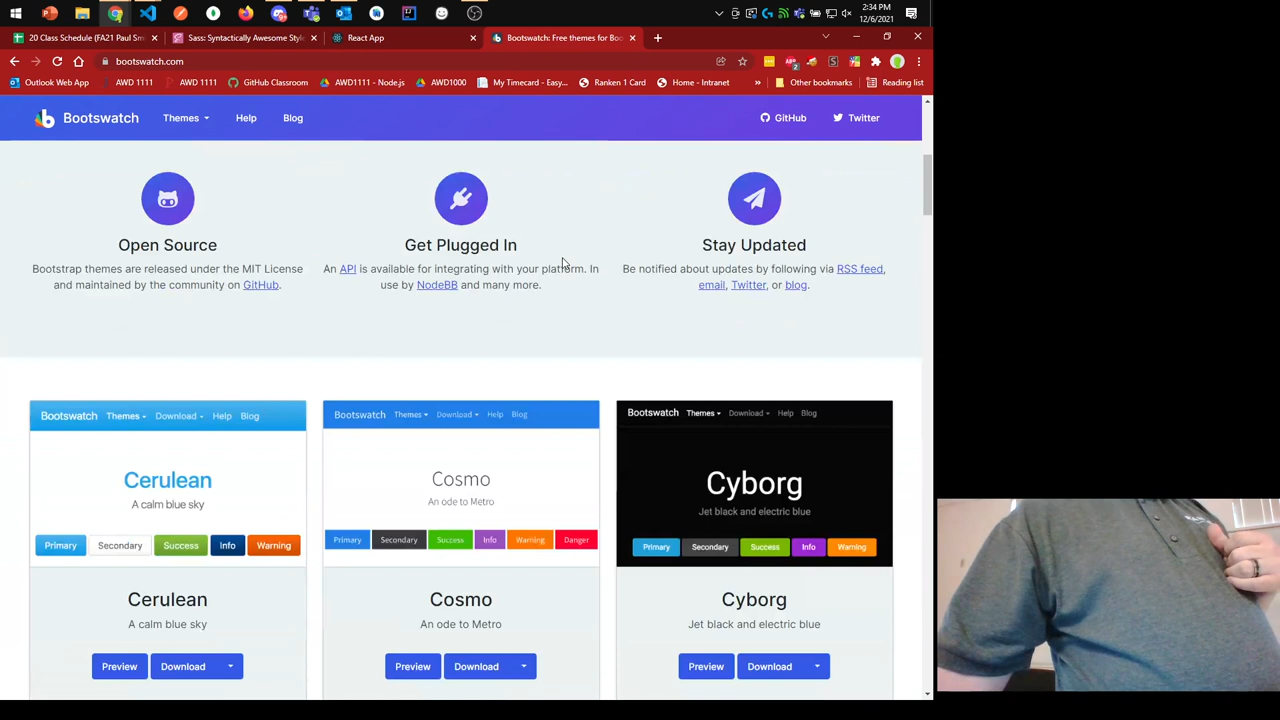 2:34 PM
12/6/2021
20 Class Schedule (FA21 Paul Sm
Sass: Syntactically Awesome Style
React App
Bootswatch: Free themes for Boo
bootswatch.com
Outlook Web App
AWD 1111
AWD 1111
GitHub Classroom
AWD1111 - Node.js
AWD1000
My Timecard - Easy...
Ranken 1 Card
Home - Intranet
»
Other bookmarks
Reading list
Bootswatch
Themes
Help
Blog
GitHub
Twitter
Open Source
Bootstrap themes are released under the MIT License
and maintained by the community on GitHub.
Get Plugged In
An API is available for integrating with your platform. In
use by NodeBB and many more.
Stay Updated
Be notified about updates by following via RSS feed,
email, Twitter, or blog.
Bootswatch Themes Download Help Blog
Cerulean
A calm blue sky
Primary Secondary Success Info Warning
Cerulean
A calm blue sky
Preview Download
Bootswatch Themes Download Help Blog
Cosmo
An ode to Metro
Primary Secondary Success Info Warning Danger
Cosmo
An ode to Metro
Preview Download
Bootswatch Themes Download Help Blog
Cyborg
Jet black and electric blue
Primary Secondary Success Info Warning
Cyborg
Jet black and electric blue
Preview Download